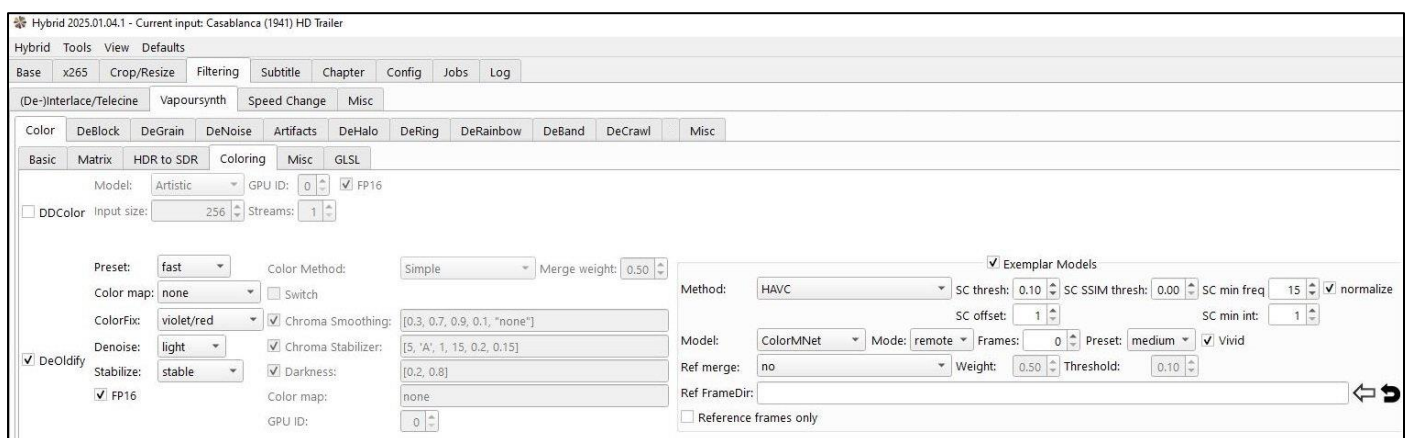 Hybrid 2025.01.04.1 - Current input: Casablanca (1941) HD Trailer
Hybrid Tools View Defaults
Base x265 Crop/Resize Filtering Subtitle Chapter Config Jobs Log
(De-)Interlace/Telecine Vapoursynth Speed Change Misc
Color DeBlock DeGrain DeNoise Artifacts DeHalo DeRing DeRainbow DeBand DeCrawl Misc
Basic Matrix HDR to SDR Coloring Misc GLSL
Model: Artistic GPU ID: 0 FP16
DDColor Input size: 256 Streams: 1
Preset: fast Color Method: Simple Merge weight: 0.50 Exemplar Models
Color map: none Switch Method: HAVC SC thresh: 0.10 SC SSIM thresh: 0.00 SC min freq 15 normalize
ColorFix: violet/red Chroma Smoothing: [0.3, 0.7, 0.9, 0.1, "none"] SC offset: 1 SC min int: 1
Denoise: light Chroma Stabilizer: [5, 'A', 1, 15, 0.2, 0.15] Model: ColorMNet Mode: remote Frames: 0 Preset: medium Vivid
DeOldify Stabilize: stable Darkness: [0.2, 0.8] Ref merge: no Weight: 0.50 Threshold: 0.10
FP16 Color map: none Ref FrameDir:
GPU ID: 0 Reference frames only